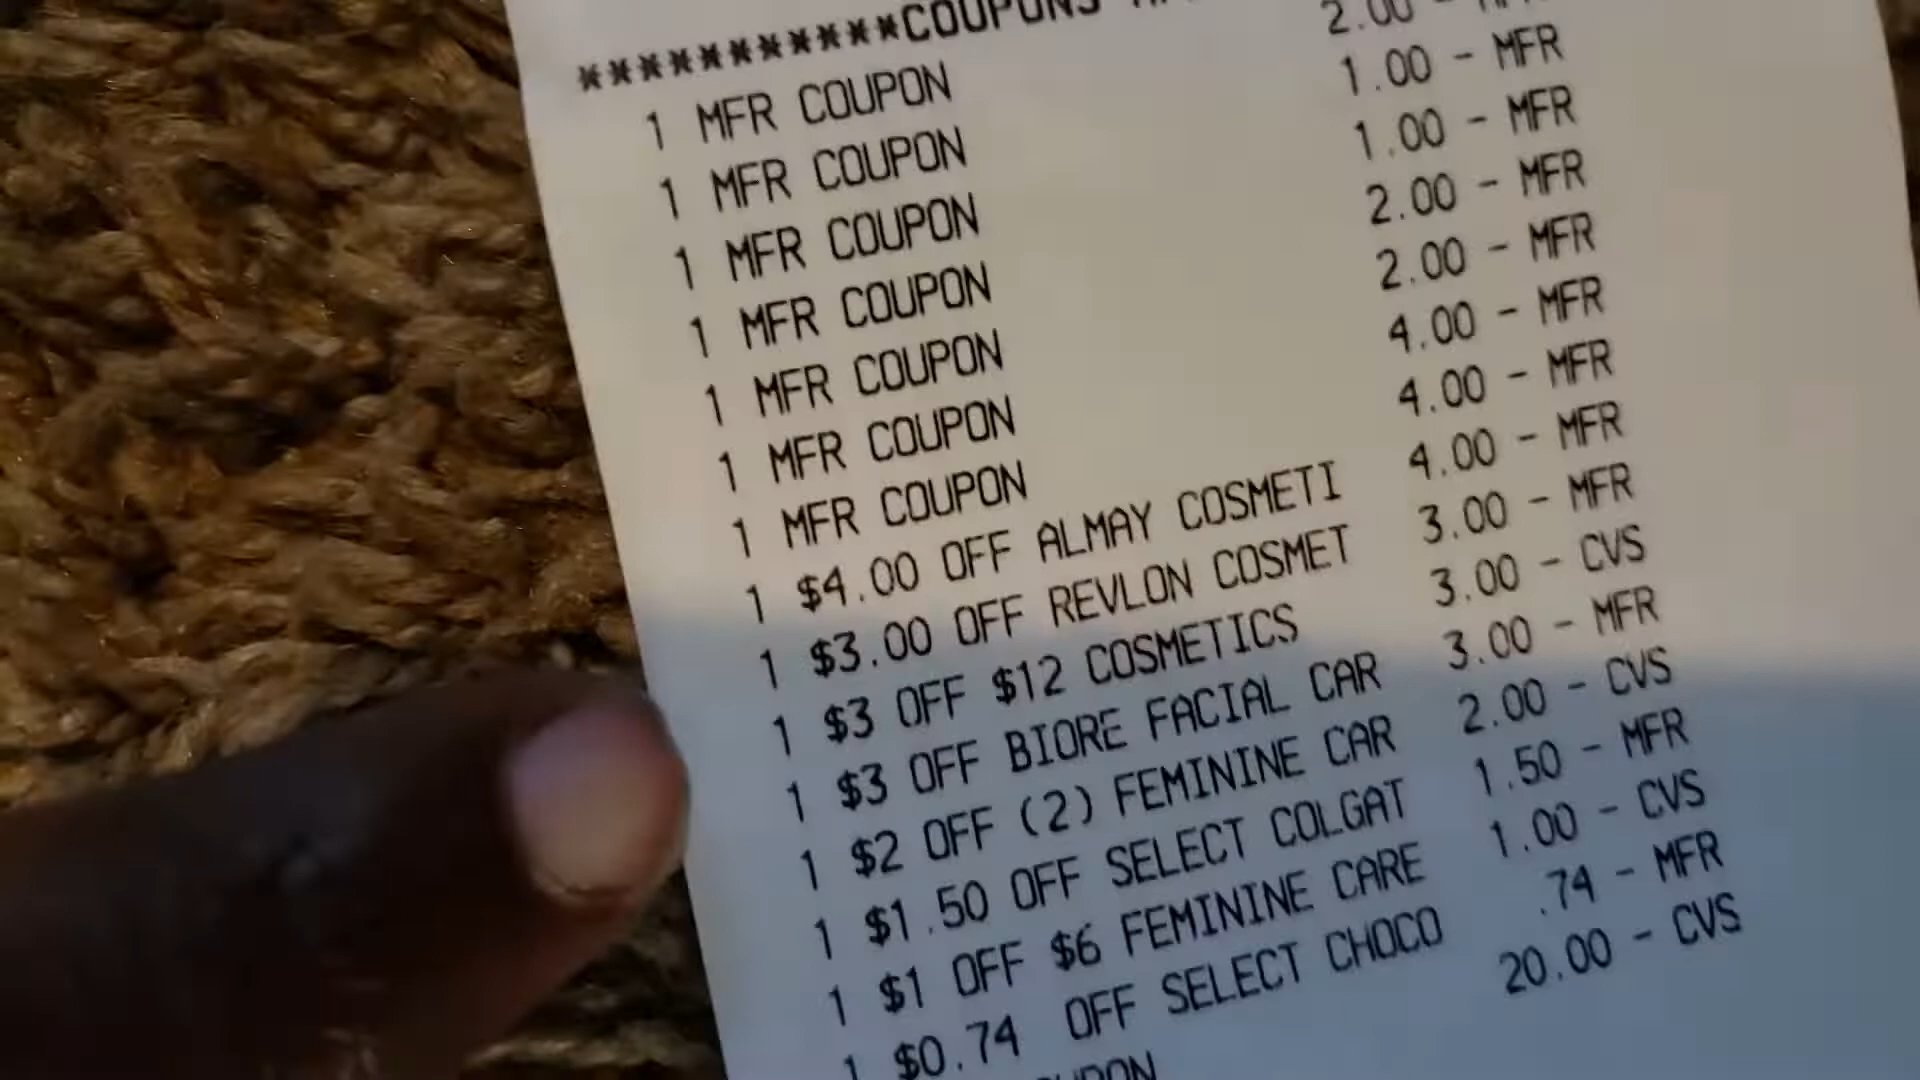 ***********COUPONS
1 MFR COUPON 2.00 -
1 MFR COUPON 1.00 - MFR
1 MFR COUPON 1.00 - MFR
1 MFR COUPON 2.00 - MFR
1 MFR COUPON 2.00 - MFR
1 MFR COUPON 4.00 - MFR
1 MFR COUPON 4.00 - MFR
1 $4.00 OFF ALMAY COSMETI 4.00 - MFR
1 $3.00 OFF REVLON COSMET 3.00 - MFR
1 $3 OFF $12 COSMETICS 3.00 - CVS
1 $3 OFF BIORE FACIAL CAR 3.00 - MFR
1 $2 OFF (2) FEMININE CAR 2.00 - CVS
1 $1.50 OFF SELECT COLGAT 1.50 - MFR
1 $1 OFF $6 FEMININE CARE 1.00 - CVS
1 $0.74 OFF SELECT CHOCO .74 - MFR
20.00 - CVS